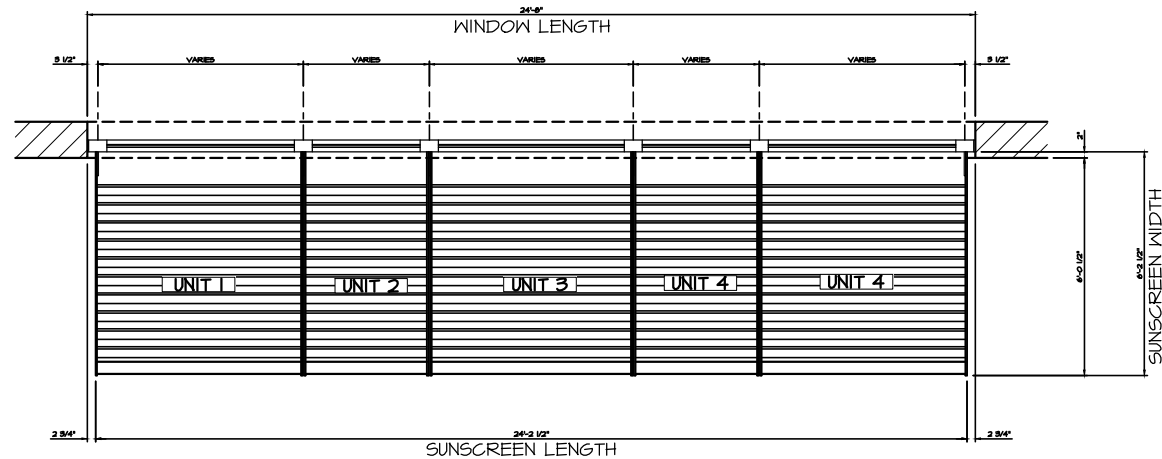 24'-8"
WINDOW LENGTH
3 1/2"
VARIES
VARIES
VARIES
VARIES
VARIES
3 1/2"
2"
UNIT 1
UNIT 2
UNIT 3
UNIT 4
UNIT 4
6'-0 1/2"
6'-2 1/2"
SUNSCREEN WIDTH
2 3/4"
24'-2 1/2"
2 3/4"
SUNSCREEN LENGTH